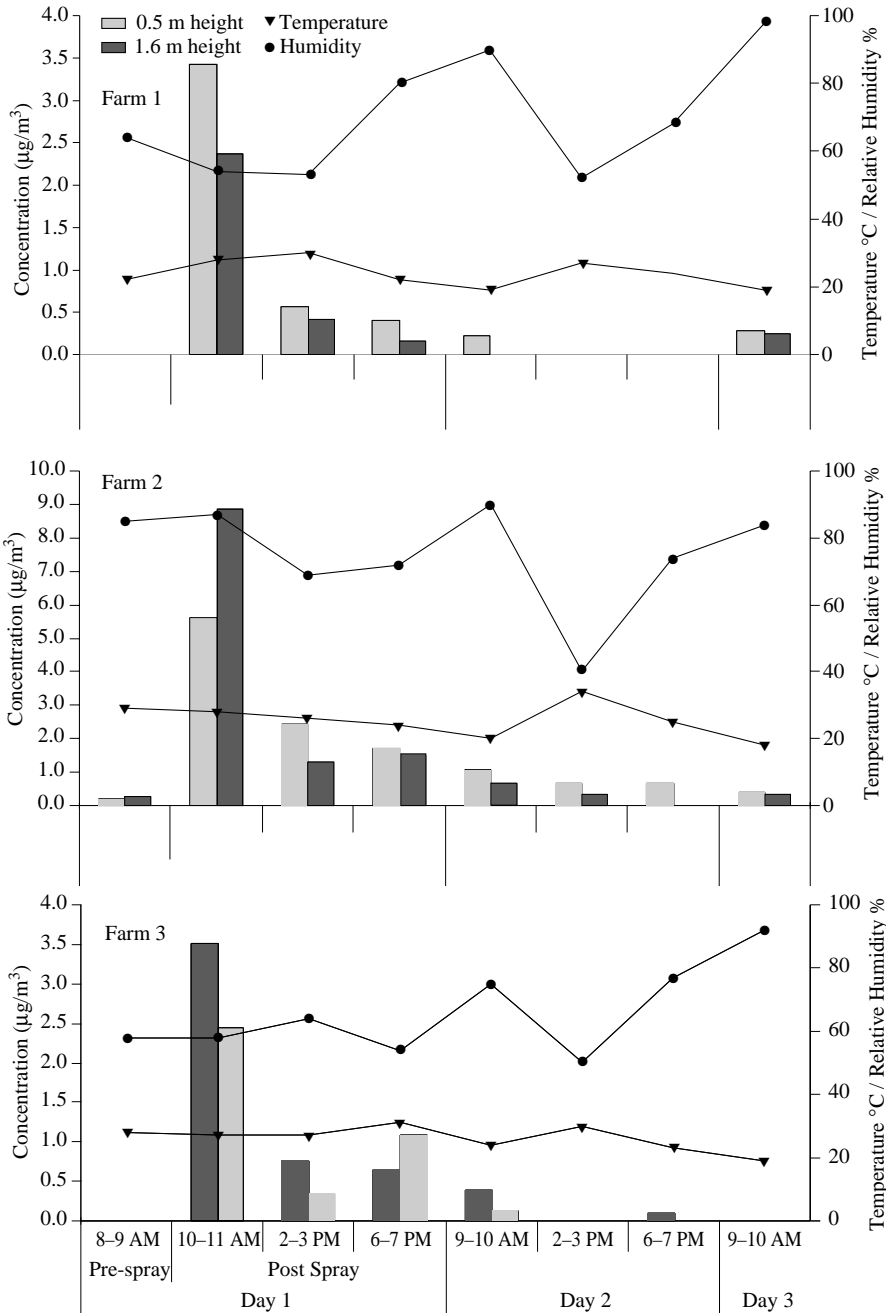 0.5 m height
1.6 m height
Temperature
Humidity
Farm 1
Concentration (µg/m³)
4.0
3.5
3.0
2.5
2.0
1.5
1.0
0.5
0.0
100
80
60
40
20
0
Temperature °C / Relative Humidity %
Farm 2
Concentration (µg/m³)
10.0
9.0
8.0
7.0
6.0
5.0
4.0
3.0
2.0
1.0
0.0
100
80
60
40
20
0
Temperature °C / Relative Humidity %
Farm 3
Concentration (µg/m³)
4.0
3.5
3.0
2.5
2.0
1.5
1.0
0.5
0.0
100
80
60
40
20
0
Temperature °C / Relative Humidity %
8–9 AM 10–11 AM 2–3 PM 6–7 PM 9–10 AM 2–3 PM 6–7 PM 9–10 AM
Pre-spray Post Spray
Day 1 Day 2 Day 3